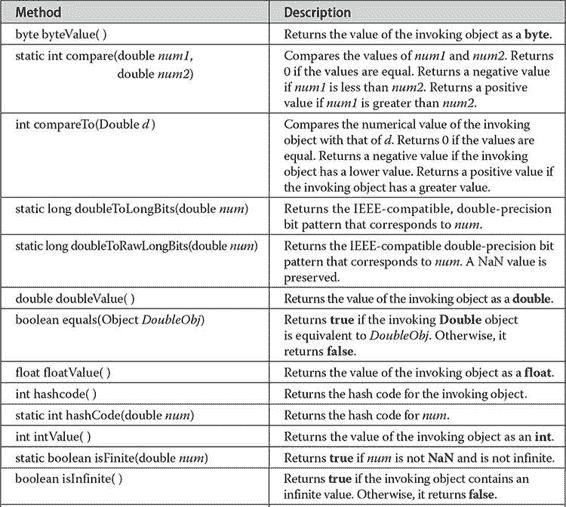 Method Description
byte byteValue( ) Returns the value of the invoking object as a byte.
static int compare(double num1, Compares the values of num1 and num2. Returns
double num2) 0 if the values are equal. Returns a negative value
if num1 is less than num2. Returns a positive
value if num1 is greater than num2.
int compareTo(Double d ) Compares the numerical value of the invoking
object with that of d. Returns 0 if the values are
equal. Returns a negative value if the invoking
object has a lower value. Returns a positive value if
the invoking object has a greater value.
static long doubleToLongBits(double num) Returns the IEEE-compatible, double-precision
bit pattern that corresponds to num.
static long doubleToRawLongBits(double num) Returns the IEEE-compatible double-precision bit
pattern that corresponds to num. A NaN value is
preserved.
double doubleValue( ) Returns the value of the invoking object as a double.
boolean equals(Object DoubleObj) Returns true if the invoking Double object
is equivalent to DoubleObj. Otherwise, it
returns false.
float floatValue( ) Returns the value of the invoking object as a float.
int hashcode( ) Returns the hash code for the invoking object.
static int hashCode(double num) Returns the hash code for num.
int intValue( ) Returns the value of the invoking object as an int.
static boolean isFinite(double num) Returns true if num is not NaN and is not infinite.
boolean isInfinite( ) Returns true if the invoking object contains an
infinite value. Otherwise, it returns false.